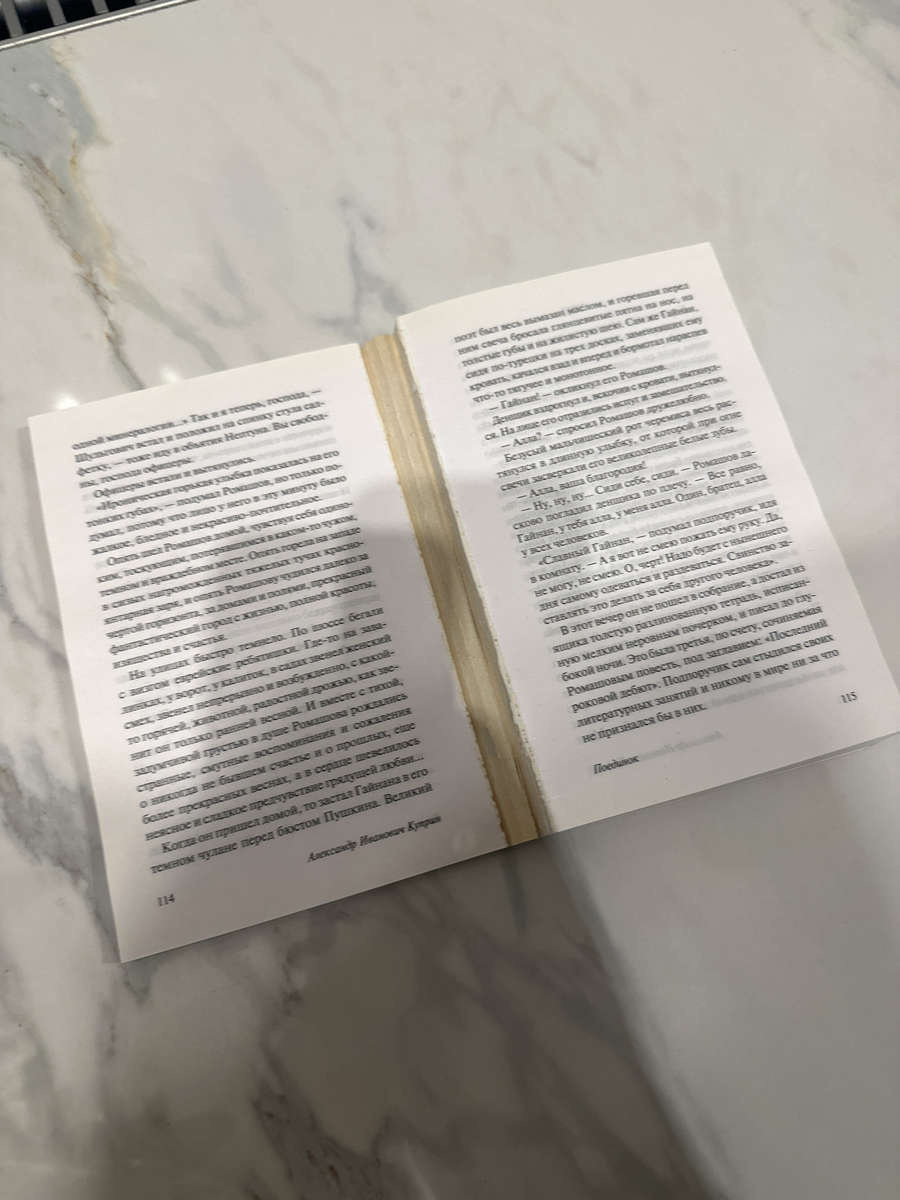 одной минералогии...» Так и я теперь, господа, —
Шульгович встал и положил на спинку стула сал-
фетку, — тоже иду в объятия Нептуна. Вы свобод-
ны, господа офицеры.
Офицеры встали и вытянулись.
«Ироническая горькая улыбка показалась на его
тонких губах», — подумал Ромашов, но только по-
думал, потому что лицо у него в эту минуту было
жалкое, бледное и некрасиво-почтительное.
Опять шел Ромашов домой, чувствуя себя одино-
ким, тоскующим, потерявшимся в каком-то чужом,
темном и враждебном месте. Опять горела на западе
в сизых нагроможденных тяжелых тучах красно-
янтарная заря, и опять Ромашову чудился далеко за
чертой горизонта, за домами и полями, прекрасный
фантастический город с жизнью, полной красоты,
изящества и счастья.
На улицах быстро темнело. По шоссе бегали
с визгом еврейские ребятишки. Где-то на зава-
линках, у ворот, у калиток, в садах звенел женский
смех, звенел непрерывно и возбужденно, с какой-
то горячей, животной, радостной дрожью, как зве-
нит он только ранней весной. И вместе с тихой,
задумчивой грустью в душе Ромашова рождались
странные, смутные воспоминания и сожаления
о никогда не бывшем счастье и о прошлых, еще
более прекрасных веснах, а в сердце шевелилось
неясное и сладкое предчувствие грядущей любви...
Когда он пришел домой, то застал Гайнана в его
темном чулане перед бюстом Пушкина. Великий
Александр Иванович Куприн
114
поэт был весь вымазан маслом, и горевшая перед
ним свеча бросала глянцевитые пятна на нос, на
толстые губы и на жилистую шею. Сам же Гайнан,
сидя по-турецки на трех досках, заменявших ему
кровать, качался взад и вперед и бормотал нараспев
что-то тягучее и монотонное.
— Гайнан! — окликнул его Ромашов.
Денщик вздрогнул и, вскочив с кровати, вытянул-
ся. На лице его отразились испуг и замешательство.
— Алла? — спросил Ромашов дружелюбно.
Безусый мальчишеский рот черемиса весь рас-
тянулся в длинную улыбку, от которой при огне
свечи засверкали его великолепные белые зубы.
— Алла, ваша благородия!
— Ну, ну, ну... Сиди себе, сиди. — Ромашов ла-
сково погладил денщика по плечу. — Все равно,
Гайнан, у тебя алла, у меня алла. Один, братец, алла
у всех человеков.
«Славный Гайнан, — подумал подпоручик, идя
в комнату. — А я вот не смею пожать ему руку. Да,
не могу, не смею. О, черт! Надо будет с нынешнего
дня самому одеваться и раздеваться. Свинство за-
ставлять это делать за себя другого человека».
В этот вечер он не пошел в собрание, а достал из
ящика толстую разлинованную тетрадь, исписан-
ную мелким неровным почерком, и писал до глу-
бокой ночи. Это была третья, по счету, сочиняемая
Ромашовым повесть, под заглавием: «Последний
роковой дебют». Подпоручик сам стыдился своих
литературных занятий и никому в мире ни за что
не признался бы в них.
Поединок
115